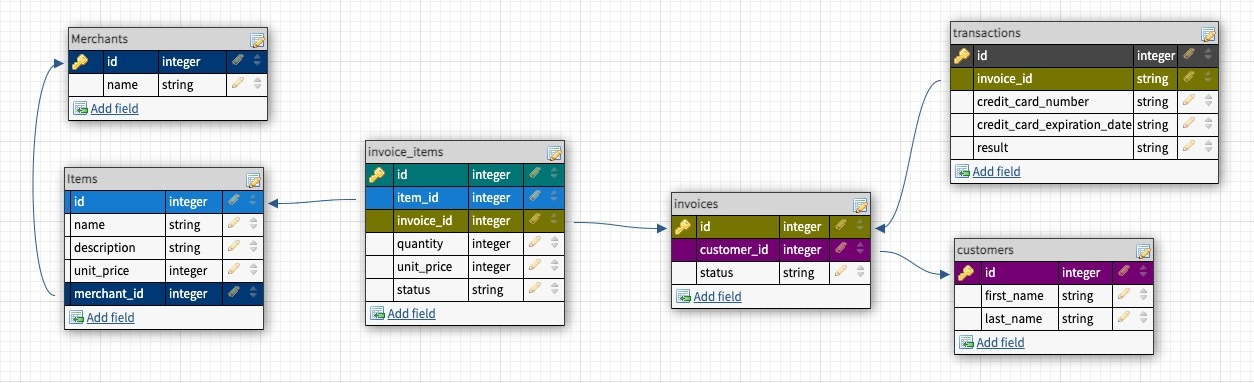 Merchants
id integer
name string
Add field
Items
id integer
name string
description string
unit_price integer
merchant_id integer
Add field
invoice_items
id integer
item_id integer
invoice_id integer
quantity integer
unit_price integer
status string
Add field
invoices
id integer
customer_id integer
status string
Add field
transactions
id integer
invoice_id string
credit_card_number string
credit_card_expiration_date string
result string
Add field
customers
id integer
first_name string
last_name string
Add field